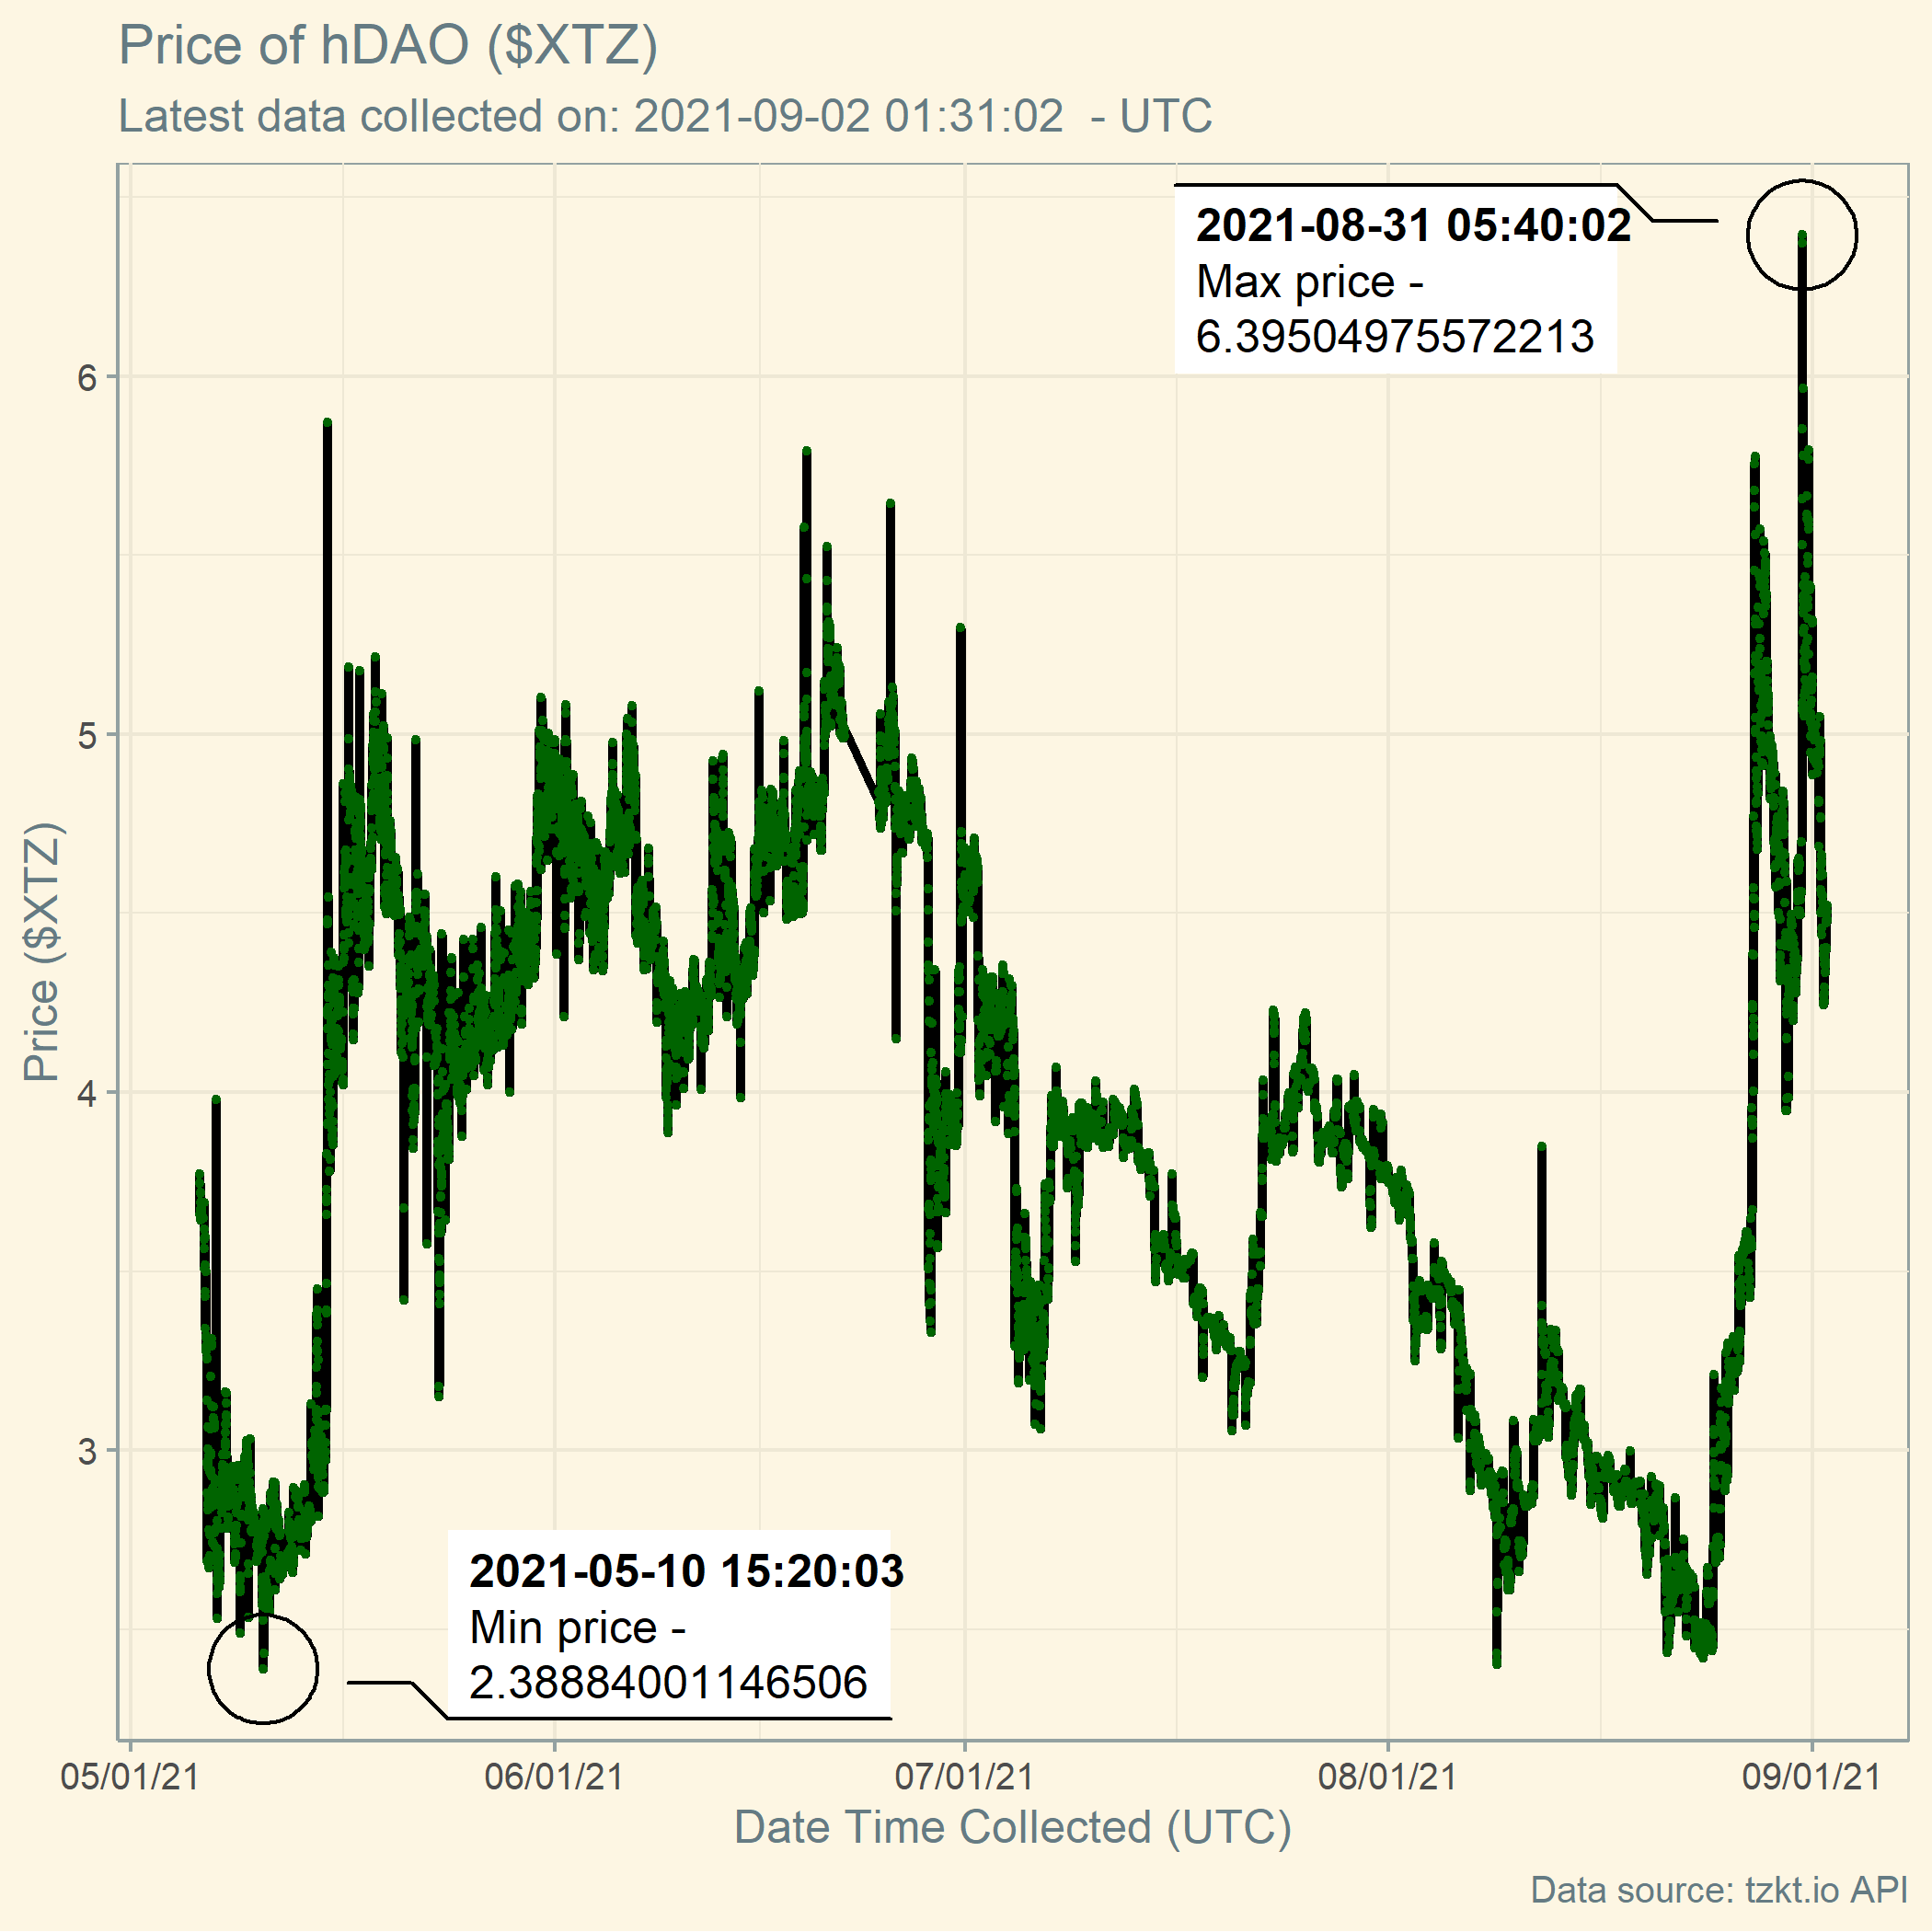 Price of hDAO ($XTZ)
Latest data collected on: 2021-09-02 01:31:02  - UTC
2021-08-31 05:40:02
Max price -
6.39504975572213
6
5
4
3
Price ($XTZ)
2021-05-10 15:20:03
Min price -
2.38884001146506
05/01/21
06/01/21
07/01/21
08/01/21
09/01/21
Date Time Collected (UTC)
Data source: tzkt.io API